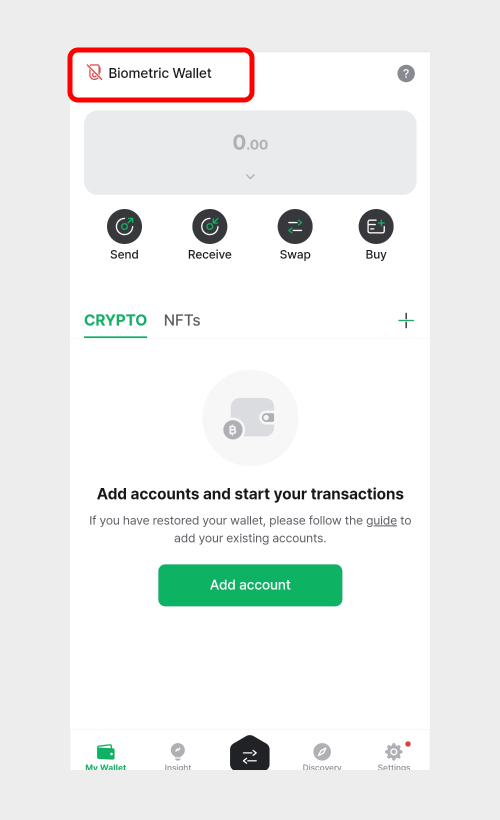 Biometric Wallet
?
0.00
Send
Receive
Swap
Buy
CRYPTO
NFTs
Add accounts and start your transactions
If you have restored your wallet, please follow the guide to
add your existing accounts.
Add account
My Wallet
Insight
Discovery
Settings